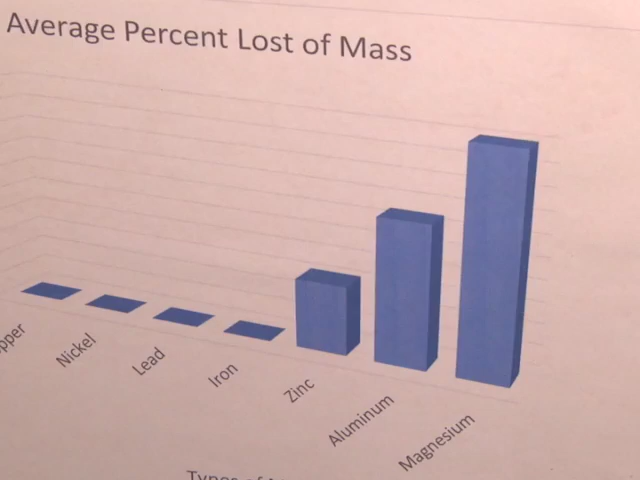 Average Percent Lost of Mass
Nickel
Lead
Iron
Zinc
Aluminum
Magnesium